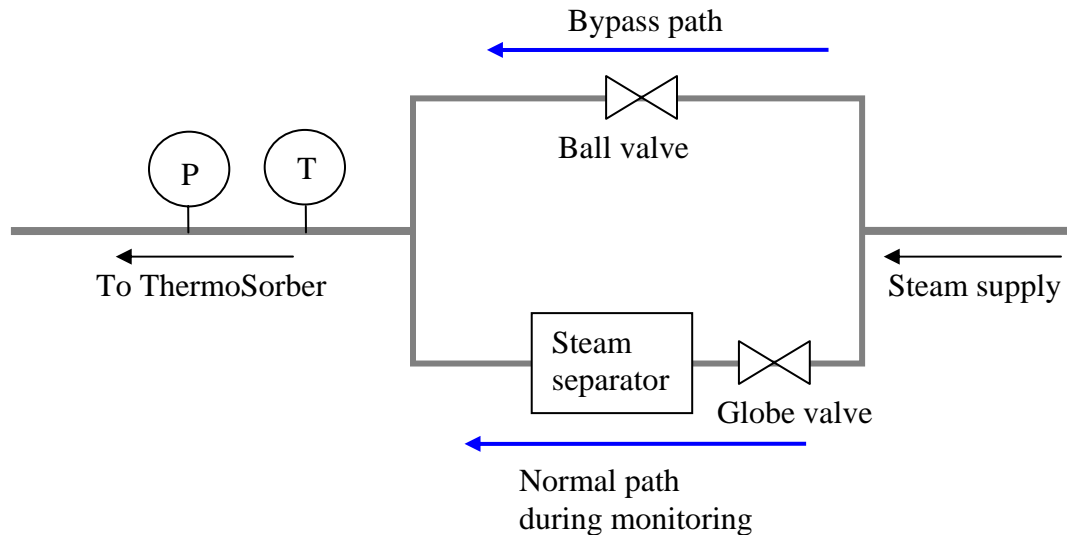 Bypass path
Ball valve
P
T
To ThermoSorber
Steam supply
Steam
separator
Globe valve
Normal path
during monitoring